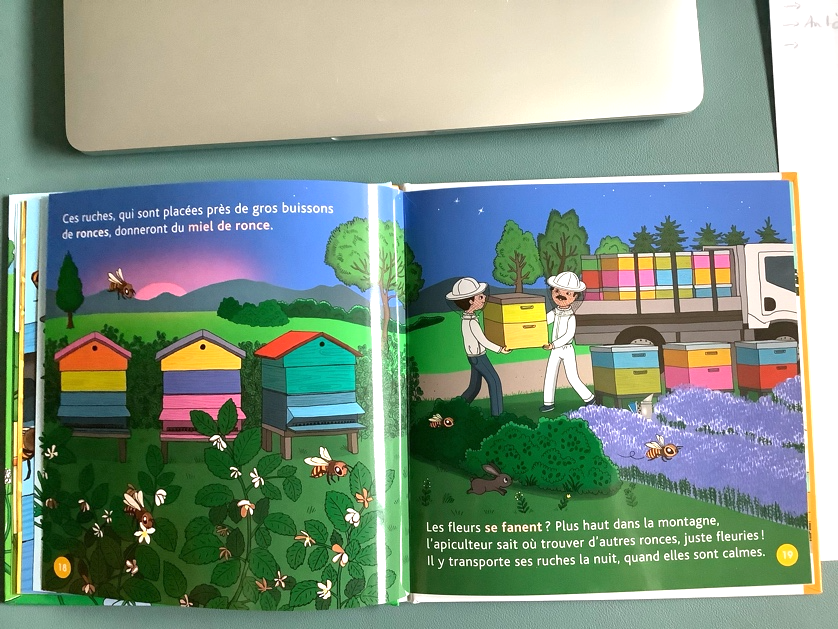 Ces ruches, qui sont placées près de gros buissons
de ronces, donneront du miel de ronce.
18
Les fleurs se fanent ? Plus haut dans la montagne,
l'apiculteur sait où trouver d'autres ronces, juste fleuries !
Il y transporte ses ruches la nuit, quand elles sont calmes.
19